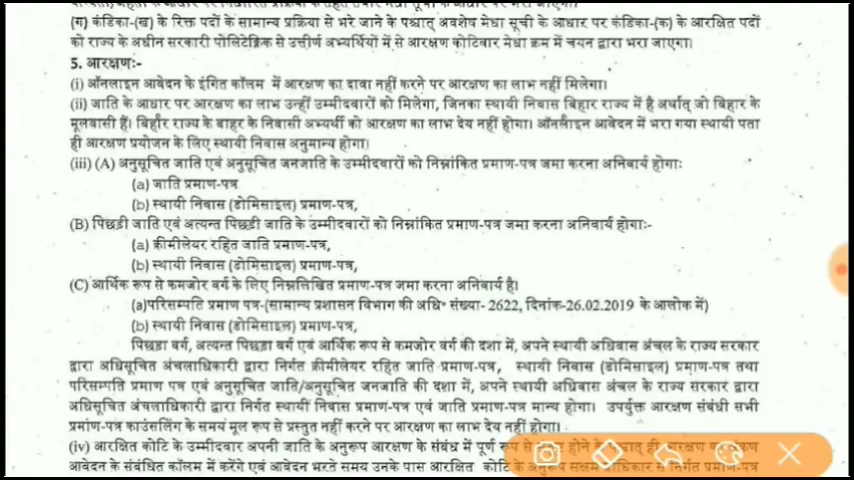 (ग) कंडिका-(ख) के रिक्त पदों के सामान्य प्रक्रिया से भरे जाने के पश्चात् अवशेष मेधा सूची के आधार पर कंडिका-(क) के आरक्षित पदों
को राज्य के अधीन सरकारी पोलिटेक्निक से उत्तीर्ण अभ्यर्थियों में से आरक्षण कोटिवार मेधा क्रम में चयन द्वारा भरा जाएगा।
5. आरक्षणः-
(i) ऑनलाइन आवेदन के इंगित कॉलम में आरक्षण का दावा नहीं करने पर आरक्षण का लाभ नहीं मिलेगा।
(ii) जाति के आधार पर आरक्षण का लाभ उन्हीं उम्मीदवारों को मिलेगा, जिनका स्थायी निवास बिहार राज्य में है अर्थात् जो बिहार के
मूलवासी हैं। बिहार राज्य के बाहर के निवासी अभ्यर्थी को आरक्षण का लाभ देय नहीं होगा। ऑनलाईन आवेदन में भरा गया स्थायी पता
ही आरक्षण प्रयोजन के लिए स्थायी निवास अनुमान्य होगा।
(iii) (A) अनुसूचित जाति एवं अनुसूचित जनजाति के उम्मीदवारों को निम्नांकित प्रमाण-पत्र जमा करना अनिवार्य होगाः
(a) जाति प्रमाण-पत्र
(b) स्थायी निवास (डोमिसाइल) प्रमाण-पत्र,
(B) पिछड़ी जाति एवं अत्यन्त पिछड़ी जाति के उम्मीदवारों को निम्नांकित प्रमाण-पत्र जमा करना अनिवार्य होगाः-
(a) क्रीमीलेयर रहित जाति प्रमाण-पत्र,
(b) स्थायी निवास (डोमिसाइल) प्रमाण-पत्र,
(C) आर्थिक रूप से कमजोर वर्ग के लिए निम्नलिखित प्रमाण-पत्र जमा करना अनिवार्य है।
(a)परिसम्पति प्रमाण पत्र-(सामान्य प्रशासन विभाग की अधि॰ संख्या- 2622, दिनांक-26.02.2019 के आलोक में)
(b) स्थायी निवास (डोमिसाइल) प्रमाण-पत्र,
पिछड़ा वर्ग, अत्यन्त पिछड़ा वर्ग एवं आर्थिक रूप से कमजोर वर्ग की दशा में, अपने स्थायी अधिवास अंचल के राज्य सरकार
द्वारा अधिसूचित अंचलाधिकारी द्वारा निर्गत क्रीमीलेयर रहित जाति प्रमाण-पत्र, स्थायी निवास (डोमिसाइल) प्रमाण-पत्र तथा
परिसम्पति प्रमाण पत्र एवं अनुसूचित जाति/अनुसूचित जनजाति की दशा में, अपने स्थायी अधिवास अंचल के राज्य सरकार द्वारा
अधिसूचित अंचलाधिकारी द्वारा निर्गत स्थायी निवास प्रमाण-पत्र एवं जाति प्रमाण-पत्र मान्य होगा। उपर्युक्त आरक्षण संबंधी सभी
प्रमाण-पत्र काउंसलिंग के समय मूल रूप से प्रस्तुत नहीं करने पर आरक्षण का लाभ देय नहीं होगा।
(iv) आरक्षित कोटि के उम्मीदवार अपनी जाति के अनुरूप आरक्षण के संबंध में पूर्ण रूप से
आवेदन के संबंधित कॉलम में करेंगे एवं आवेदन भरते समय उनके पास आरक्षित कोटि के अनुरूप सक्षम प्राधिकार से निर्गत प्रमाण-पत्र